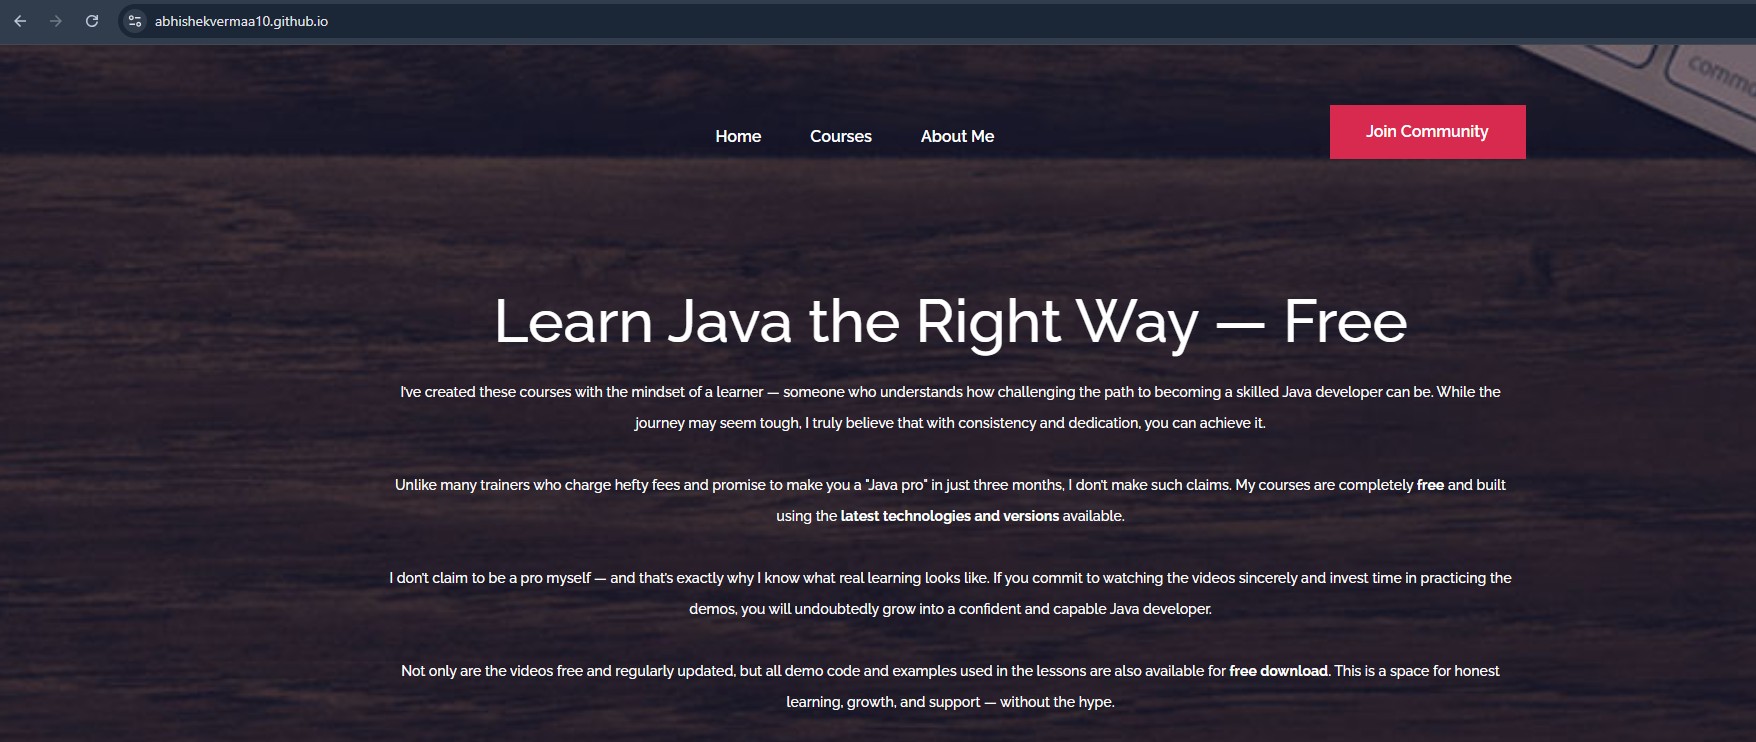 abhishekvermaa10.github.io
Home Courses About Me Join Community
Learn Java the Right Way — Free
I've created these courses with the mindset of a learner — someone who understands how challenging the path to becoming a skilled Java developer can be. While the
journey may seem tough, I truly believe that with consistency and dedication, you can achieve it.
Unlike many trainers who charge hefty fees and promise to make you a "Java pro" in just three months, I don't make such claims. My courses are completely free and built
using the latest technologies and versions available.
I don't claim to be a pro myself — and that's exactly why I know what real learning looks like. If you commit to watching the videos sincerely and invest time in practicing the
demos, you will undoubtedly grow into a confident and capable Java developer.
Not only are the videos free and regularly updated, but all demo code and examples used in the lessons are also available for free download. This is a space for honest
learning, growth, and support — without the hype.